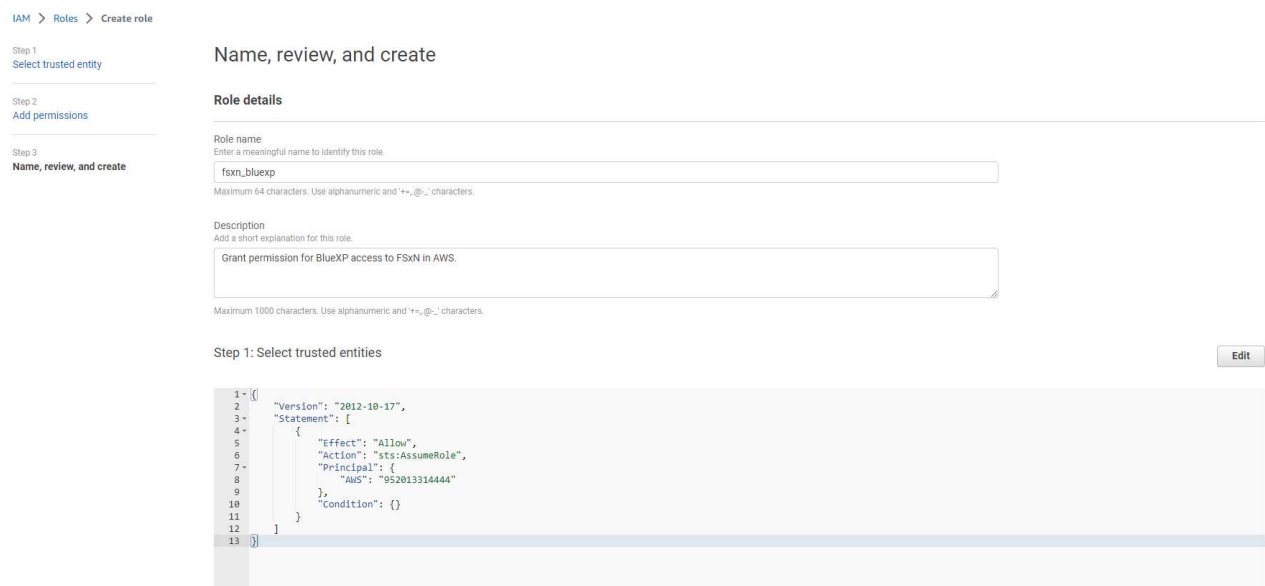 IAM > Roles > Create role
Step 1
Select trusted entity
Step 2
Add permissions
Step 3
Name, review, and create
Name, review, and create
Role details
Role name
Enter a meaningful name to identify this role.
fsxn_bluexp
Maximum 64 characters. Use alphanumeric and '+=,.@-_' characters.
Description
Add a short explanation for this role.
Grant permission for BlueXP access to FSxN in AWS.
Maximum 1000 characters. Use alphanumeric and '+=,.@-_' characters.
Step 1: Select trusted entities
Edit
1 {
2 "Version": "2012-10-17",
3 "Statement": [
4 {
5 "Effect": "Allow",
6 "Action": "sts:AssumeRole",
7 "Principal": {
8 "AWS": "952013314444"
9 },
10 "Condition": {}
11 }
12 ]
13 }